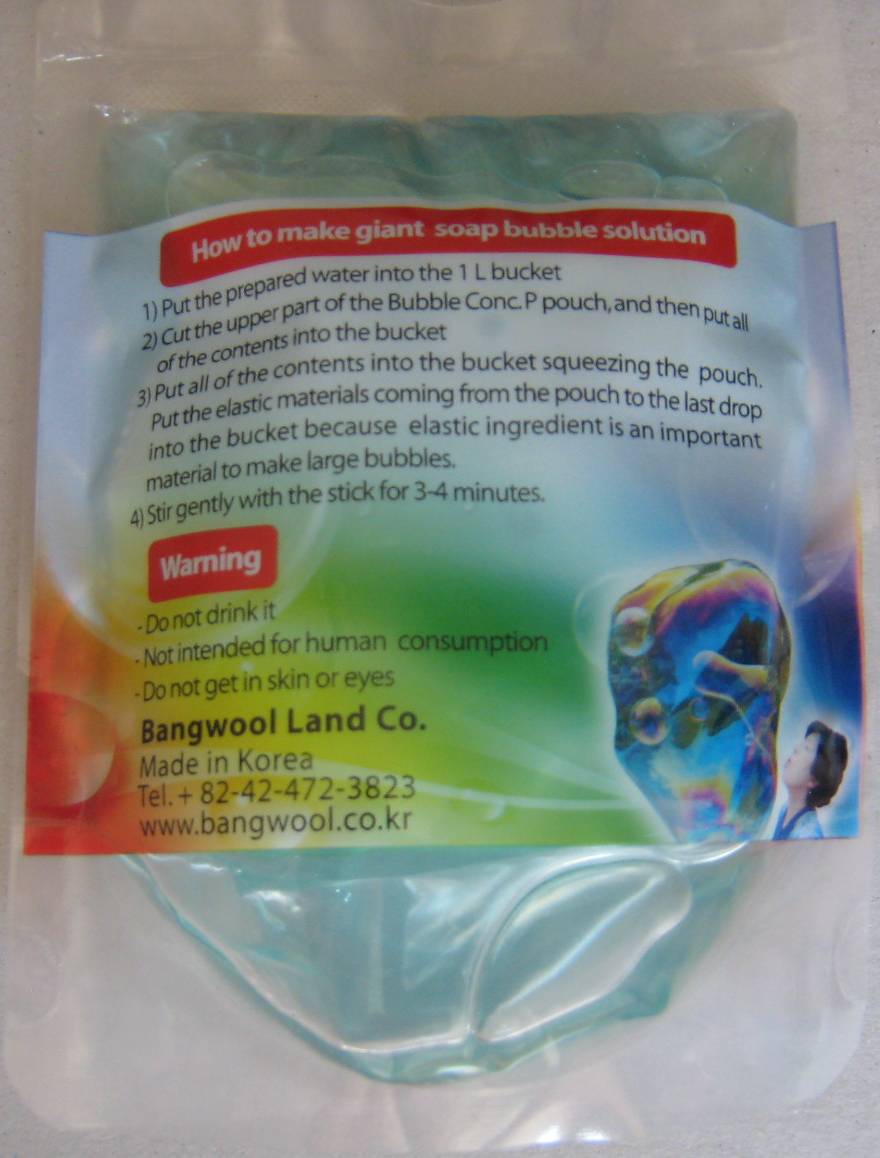 How to make giant soap bubble solution
1) Put the prepared water into the 1 L bucket
2) Cut the upper part of the Bubble Conc.P pouch,and then put all
of the contents into the bucket
3) Put all of the contents into the bucket squeezing the pouch.
Put the elastic materials coming from the pouch to the last drop
into the bucket because elastic ingredient is an important
material to make large bubbles.
4) Stir gently with the stick for 3-4 minutes.
Warning
- Do not drink it
- Not intended for human consumption
- Do not get in skin or eyes
Bangwool Land Co.
Made in Korea
Tel. + 82-42-472-3823
www.bangwool.co.kr